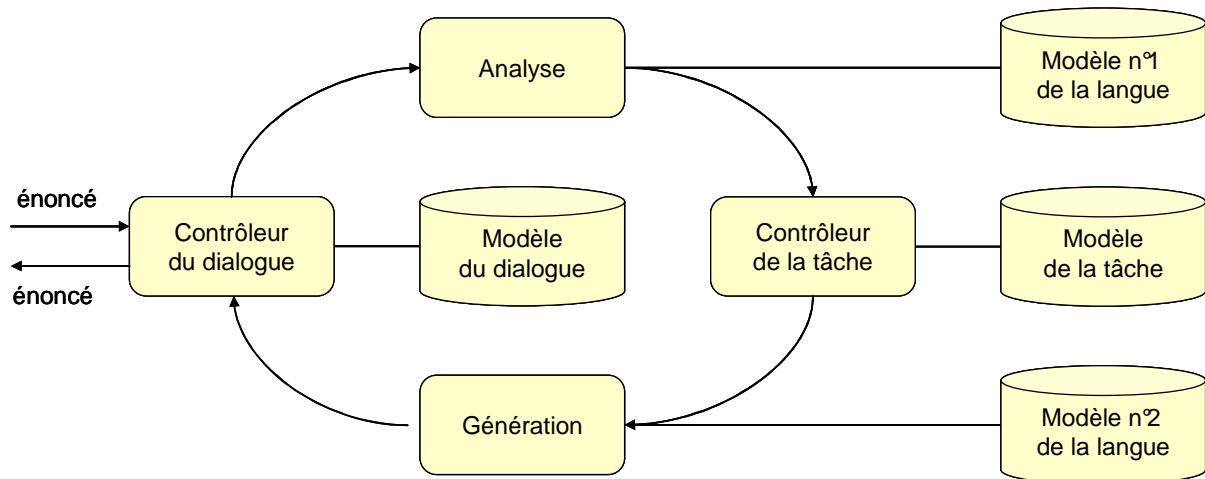 Analyse
Modèle n°1
de la langue
énoncé
Contrôleur
du dialogue
Modèle
du dialogue
Contrôleur
de la tâche
Modèle
de la tâche
énoncé
Génération
Modèle n°2
de la langue